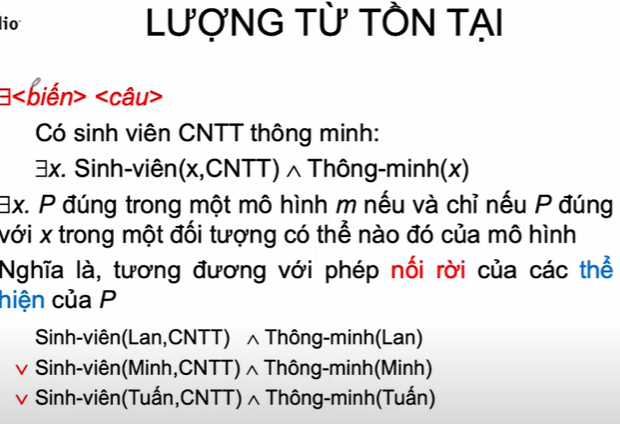 lio
LƯỢNG TỪ TỒN TẠI
∃<biến> <câu>
Có sinh viên CNTT thông minh:
∃x. Sinh-viên(x,CNTT) ∧ Thông-minh(x)
∃x. P đúng trong một mô hình m nếu và chỉ nếu P đúng
với x trong một đối tượng có thể nào đó của mô hình
Nghĩa là, tương đương với phép nối rời của các thể
hiện của P
Sinh-viên(Lan,CNTT) ∧ Thông-minh(Lan)
∨ Sinh-viên(Minh,CNTT) ∧ Thông-minh(Minh)
∨ Sinh-viên(Tuấn,CNTT) ∧ Thông-minh(Tuấn)